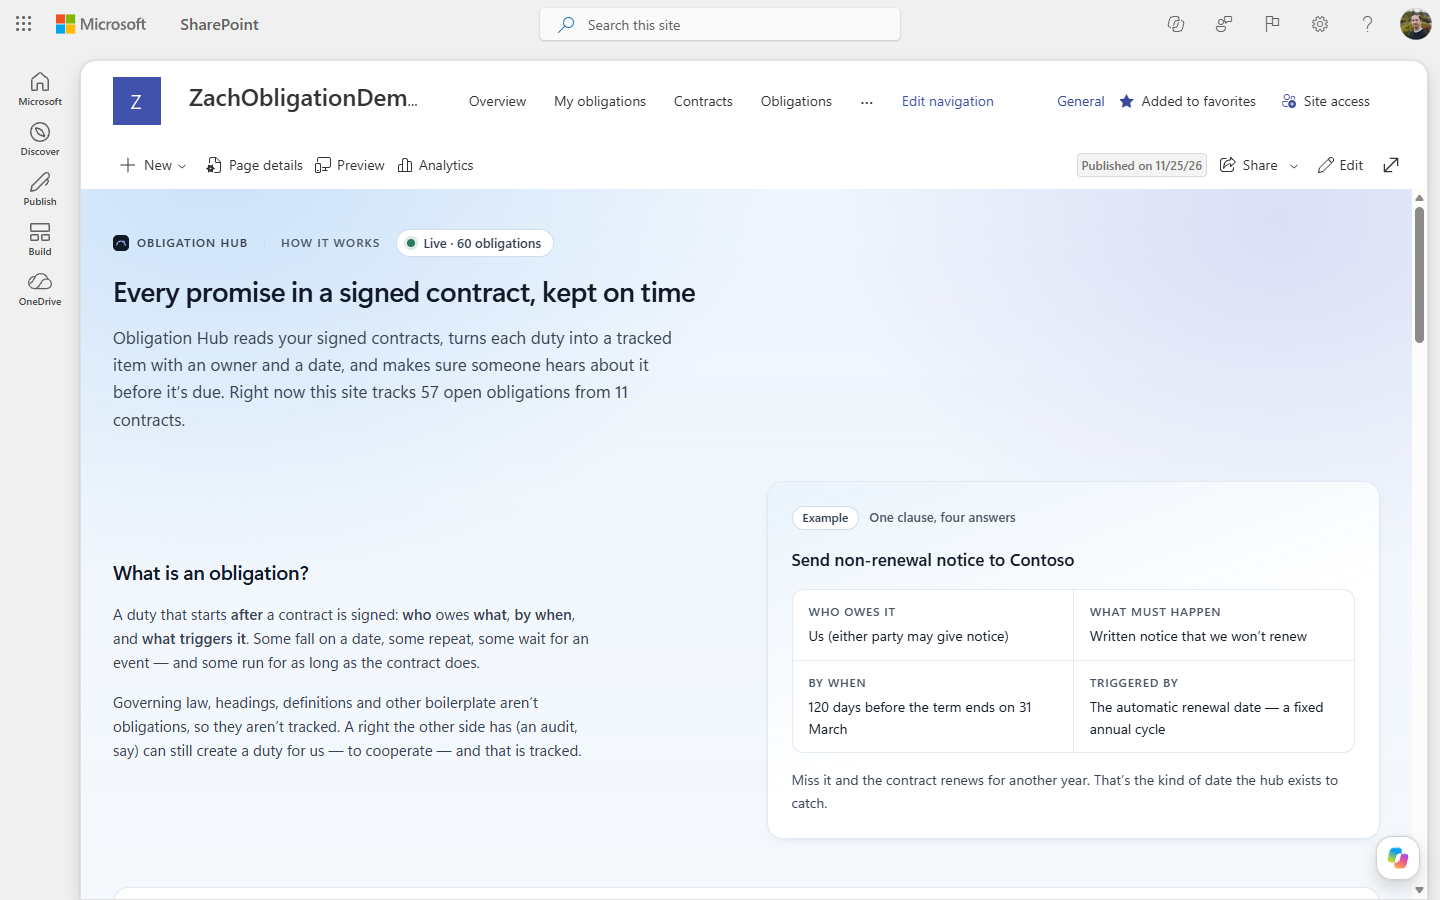 Microsoft
SharePoint
Search this site
Microsoft
Discover
Publish
Build
OneDrive
Z
ZachObligationDem...
Overview
My obligations
Contracts
Obligations
...
Edit navigation
General
Added to favorites
Site access
New
Page details
Preview
Analytics
Published on 11/25/26
Share
Edit
OBLIGATION HUB
HOW IT WORKS
Live · 60 obligations
Every promise in a signed contract, kept on time
Obligation Hub reads your signed contracts, turns each duty into a tracked
item with an owner and a date, and makes sure someone hears about it
before it’s due. Right now this site tracks 57 open obligations from 11
contracts.
What is an obligation?
A duty that starts after a contract is signed: who owes what, by when,
and what triggers it. Some fall on a date, some repeat, some wait for an
event — and some run for as long as the contract does.
Governing law, headings, definitions and other boilerplate aren’t
obligations, so they aren’t tracked. A right the other side has (an audit,
say) can still create a duty for us — to cooperate — and that is tracked.
Example
One clause, four answers
Send non-renewal notice to Contoso
WHO OWES IT
Us (either party may give notice)
WHAT MUST HAPPEN
Written notice that we won’t renew
BY WHEN
120 days before the term ends on 31
March
TRIGGERED BY
The automatic renewal date — a fixed
annual cycle
Miss it and the contract renews for another year. That’s the kind of date the hub exists to
catch.